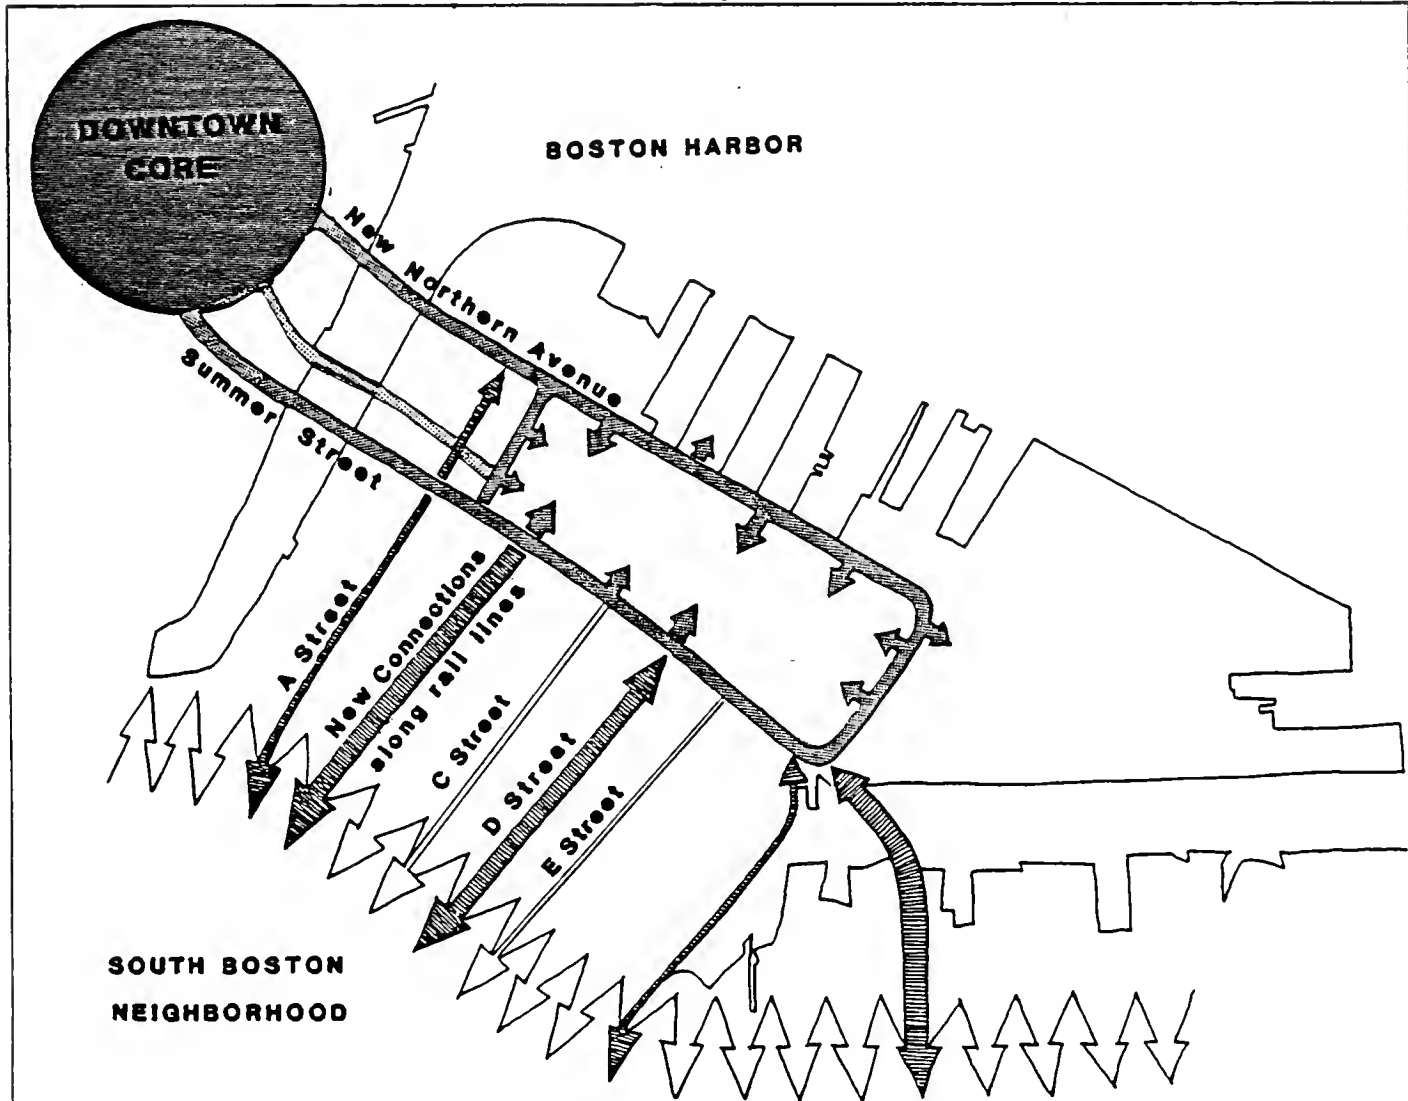 DOWNTOWN
CORE
BOSTON HARBOR
New Northern Avenue
Summer Street
A Street
New Connections
along rail lines
C Street
D Street
E Street
SOUTH BOSTON
NEIGHBORHOOD